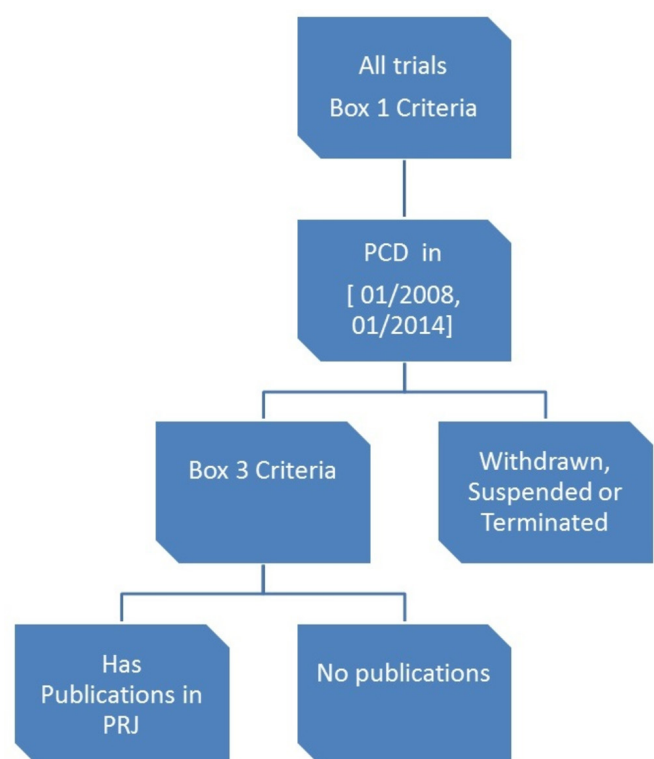 All trials
Box 1 Criteria
PCD in
[ 01/2008,
01/2014]
Box 3 Criteria
Withdrawn,
Suspended or
Terminated
Has
Publications in
PRJ
No publications